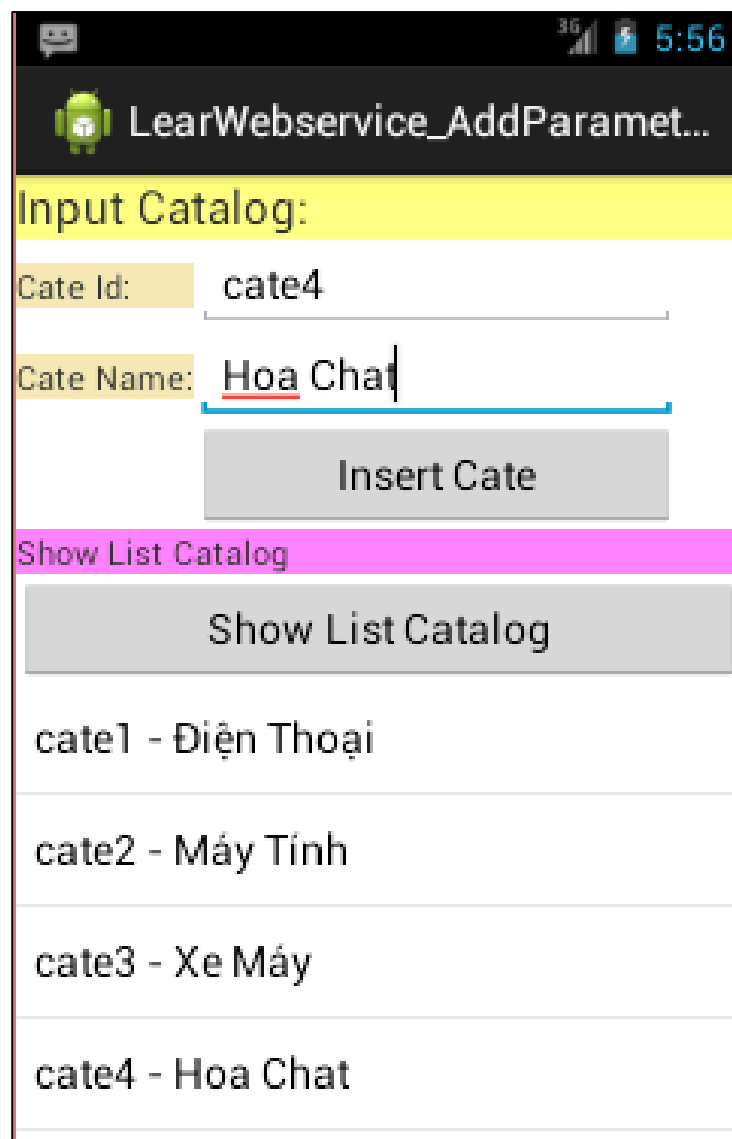 3G 5:56
LearWebservice_AddParamet...
Input Catalog:
Cate Id: cate4
Cate Name: Hoa Chat
Insert Cate
Show List Catalog
Show List Catalog
cate1 - Điện Thoại
cate2 - Máy Tính
cate3 - Xe Máy
cate4 - Hoa Chat